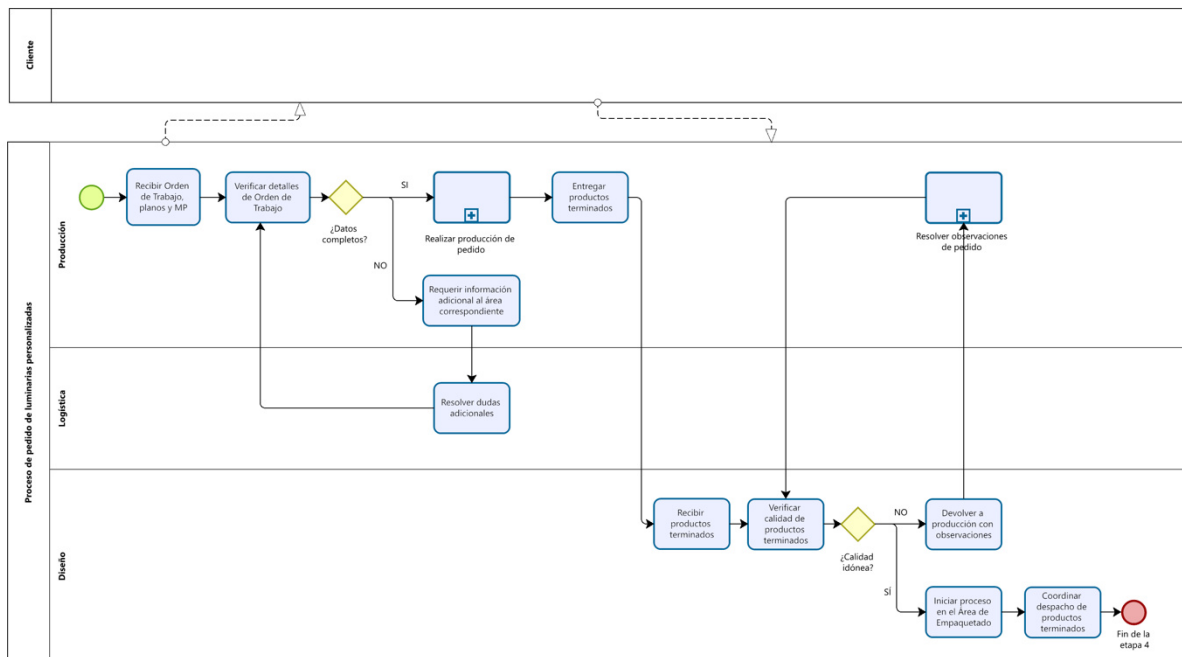 Cliente
Proceso de pedido de luminarias personalizadas
Producción
Recibir Orden
de Trabajo,
planos y MP
Verificar detalles
de Orden de
Trabajo
¿Datos
completos?
SI
NO
Realizar producción de
pedido
Entregar
productos
terminados
Requerir información
adicional al área
correspondiente
Resolver observaciones
de pedido
Logística
Resolver dudas
adicionales
Diseño
Recibir
productos
terminados
Verificar
calidad de
productos
terminados
¿Calidad
idónea?
NO
SÍ
Devolver a
producción con
observaciones
Iniciar proceso
en el Área de
Empaquetado
Coordinar
despacho de
productos
terminados
Fin de la
etapa 4